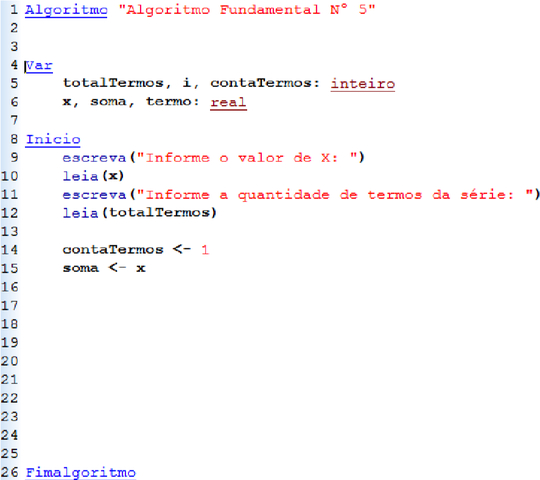 1 Algoritmo "Algoritmo Fundamental N° 5"
2
3
4 Var
5 totalTermos, i, contaTermos: inteiro
6 x, soma, termo: real
7
8 Inicio
9 escreva("Informe o valor de X: ")
10 leia(x)
11 escreva("Informe a quantidade de termos da série: ")
12 leia(totalTermos)
13
14 contaTermos <- 1
15 soma <- x
16
17
18
19
20
21
22
23
24
25
26 Fimalgoritmo